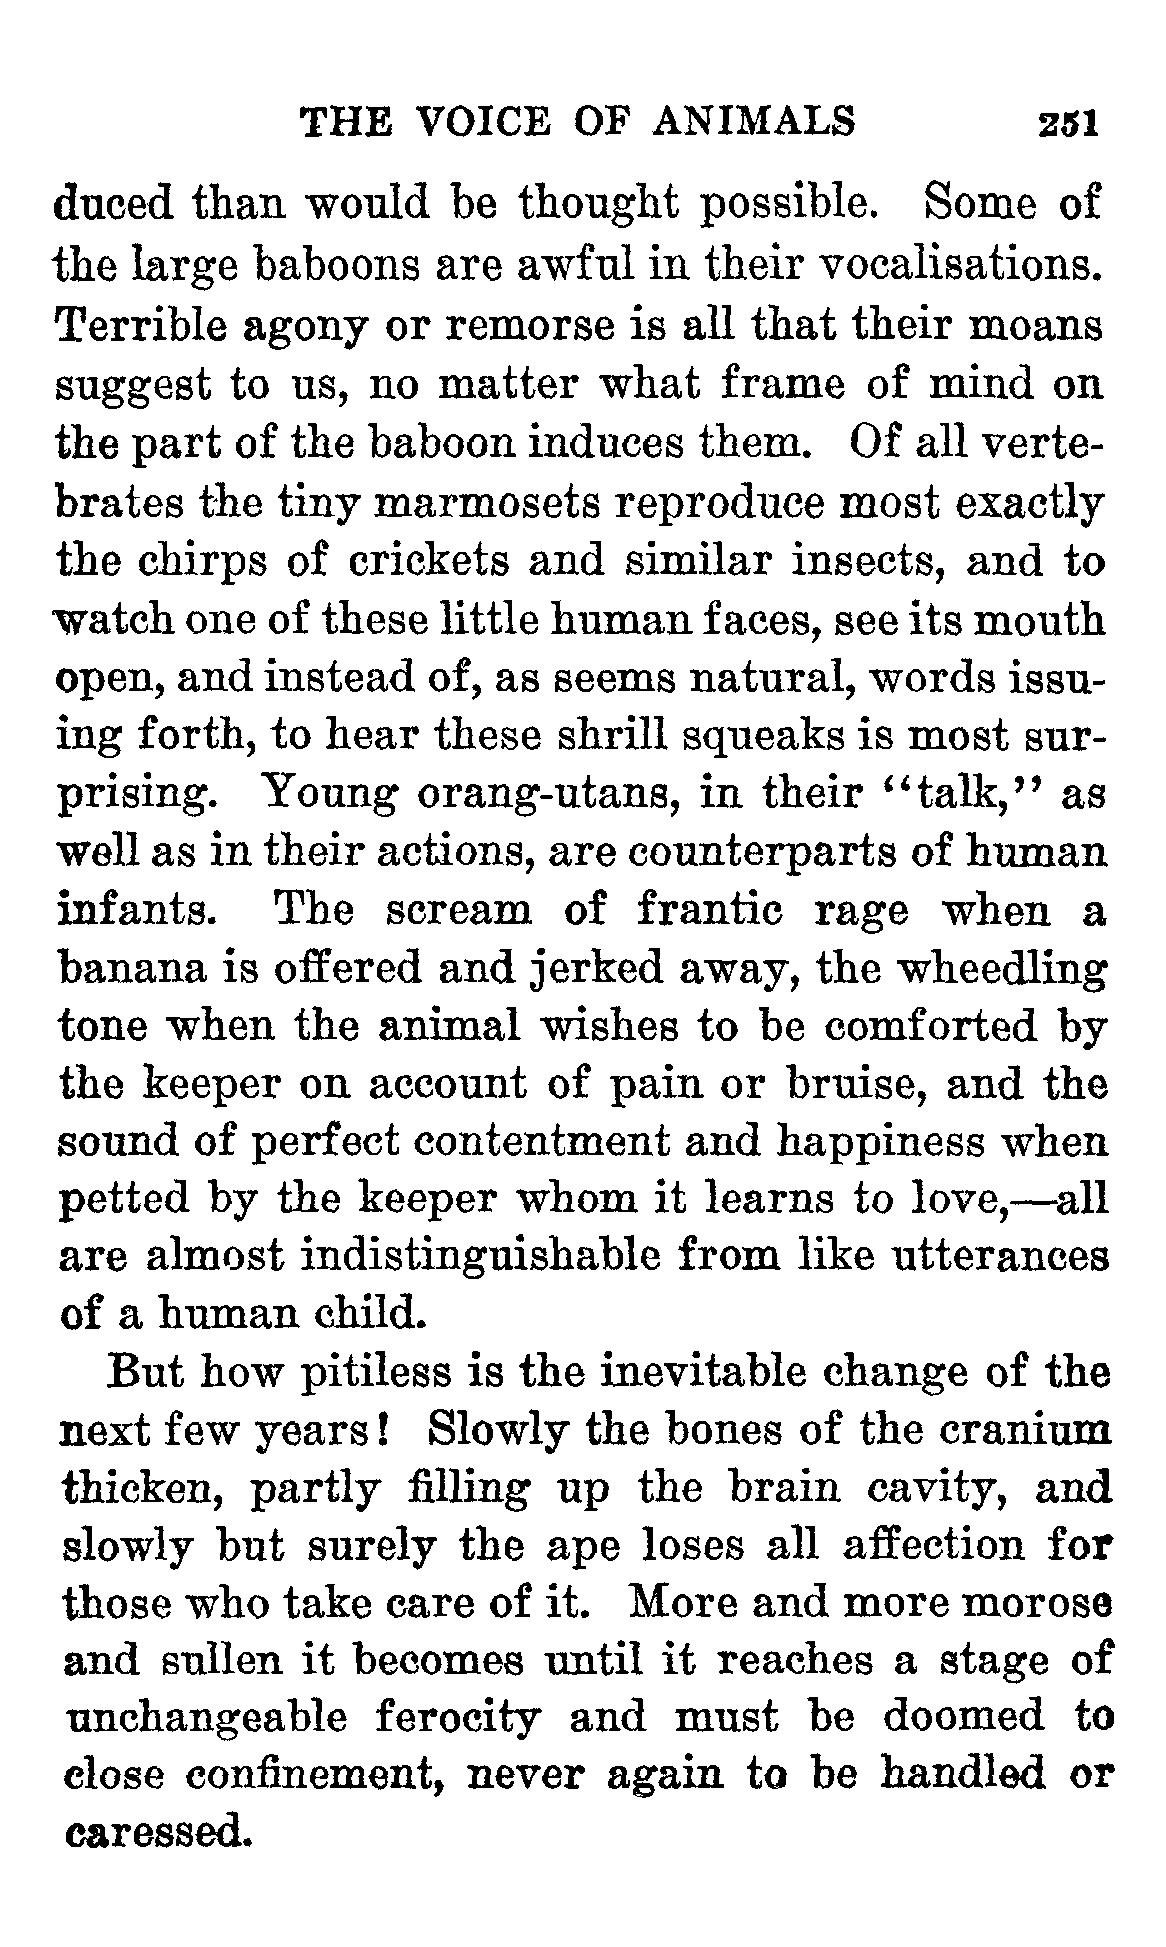 THE VOICE OF ANIMALS 251
duced than would be thought possible. Some of
the large baboons are awful in their vocalisations.
Terrible agony or remorse is all that their moans
suggest to us, no matter what frame of mind on
the part of the baboon induces them. Of all verte-
brates the tiny marmosets reproduce most exactly
the chirps of crickets and similar insects, and to
watch one of these little human faces, see its mouth
open, and instead of, as seems natural, words issu-
ing forth, to hear these shrill squeaks is most sur-
prising. Young orang-utans, in their “talk,” as
well as in their actions, are counterparts of human
infants. The scream of frantic rage when a
banana is offered and jerked away, the wheedling
tone when the animal wishes to be comforted by
the keeper on account of pain or bruise, and the
sound of perfect contentment and happiness when
petted by the keeper whom it learns to love,—all
are almost indistinguishable from like utterances
of a human child.
But how pitiless is the inevitable change of the
next few years! Slowly the bones of the cranium
thicken, partly filling up the brain cavity, and
slowly but surely the ape loses all affection for
those who take care of it. More and more morose
and sullen it becomes until it reaches a stage of
unchangeable ferocity and must be doomed to
close confinement, never again to be handled or
caressed.